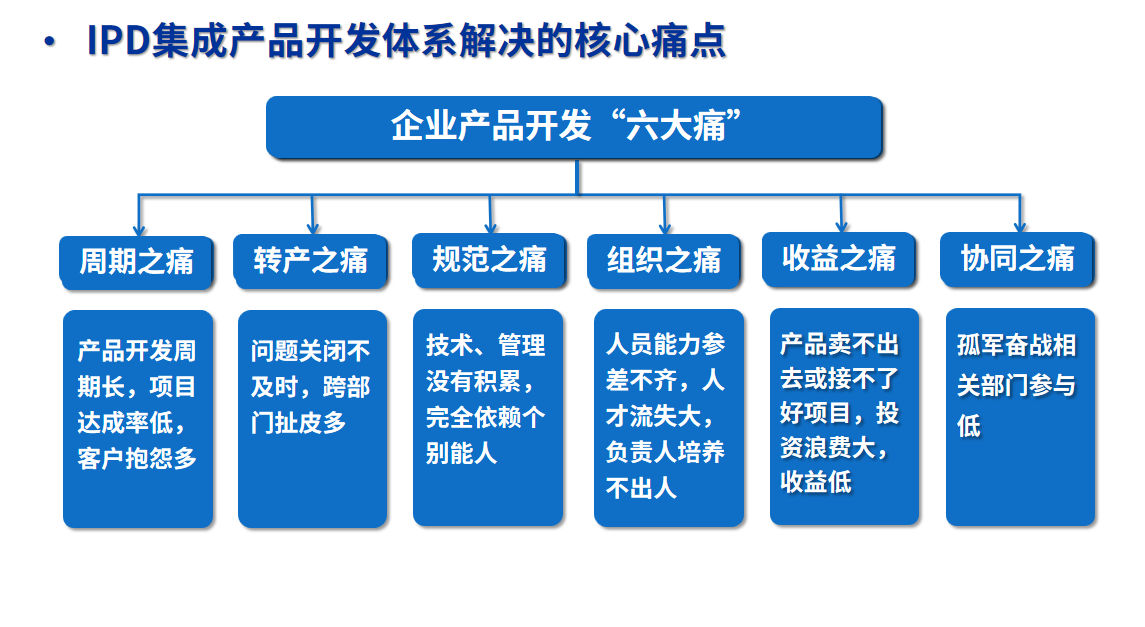 • IPD集成产品开发体系解决的核心痛点
企业产品开发“六大痛”
周期之痛
转产之痛
规范之痛
组织之痛
收益之痛
协同之痛
产品开发周
期长，项目
达成率低，
客户抱怨多
问题关闭不
及时，跨部
门扯皮多
技术、管理
没有积累，
完全依赖个
别能人
人员能力参
差不齐，人
才流失大，
负责人培养
不出人
产品卖不出
去或接不了
好项目，投
资浪费大，
收益低
孤军奋战相
关部门参与
低